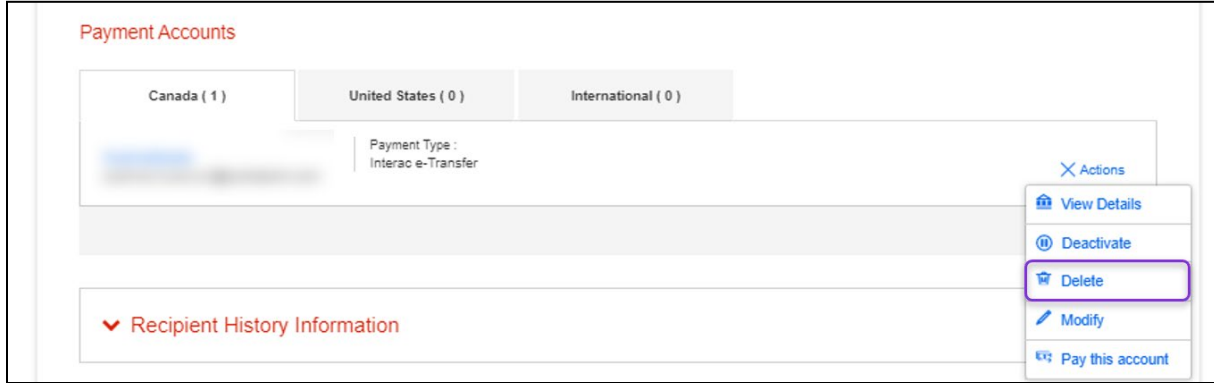 Payment Accounts
Canada ( 1 )
United States ( 0 )
International ( 0 )
Payment Type :
Interac e-Transfer
Actions
View Details
Deactivate
Delete
Modify
Pay this account
Recipient History Information